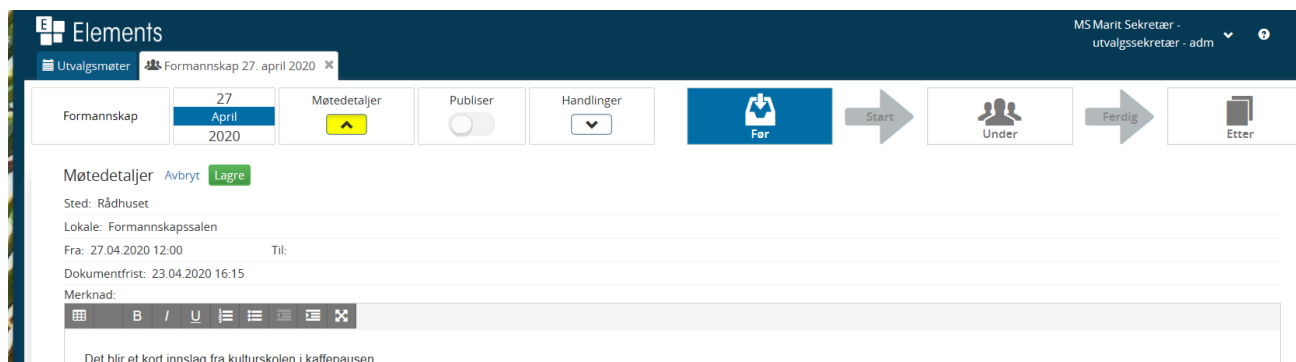 E Elements
MS Marit Sekretær -
utvalgssekretær - adm
Utvalgsmøter
Formannskap 27. april 2020
Formannskap
27
April
2020
Møtedetaljer
Publiser
Handlinger
Før
Start
Under
Ferdig
Etter
Møtedetaljer Avbryt Lagre
Sted: Rådhuset
Lokale: Formannskapssalen
Fra: 27.04.2020 12:00 Til:
Dokumentfrist: 23.04.2020 16:15
Merknad:
B I U
Det blir et kort innslag fra kulturskolen i kaffepausen